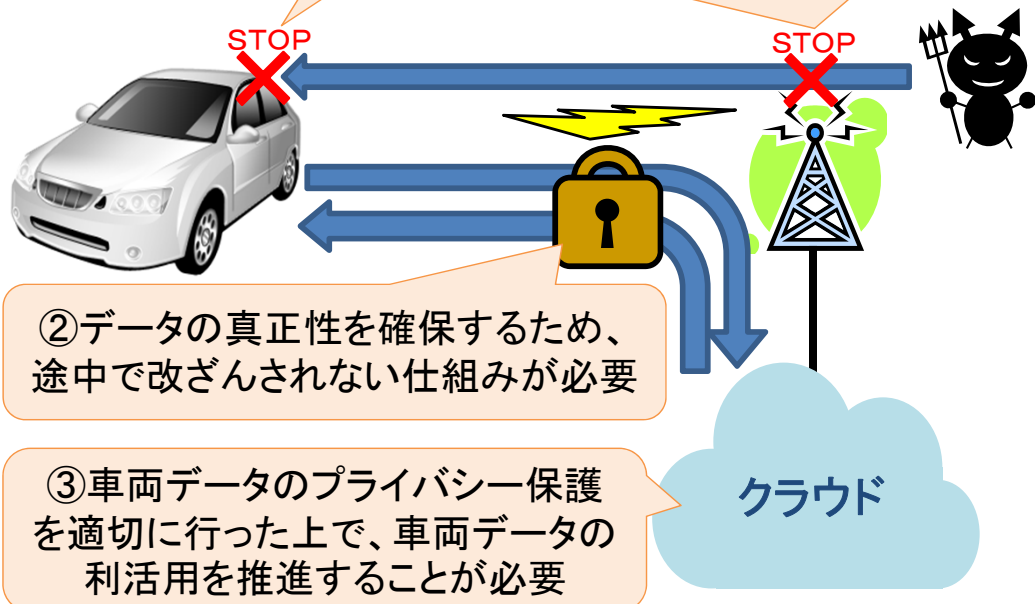 STOP
STOP
②データの真正性を確保するため、
途中で改ざんされない仕組みが必要
③車両データのプライバシー保護
を適切に行った上で、車両データの
利活用を推進することが必要
クラウド